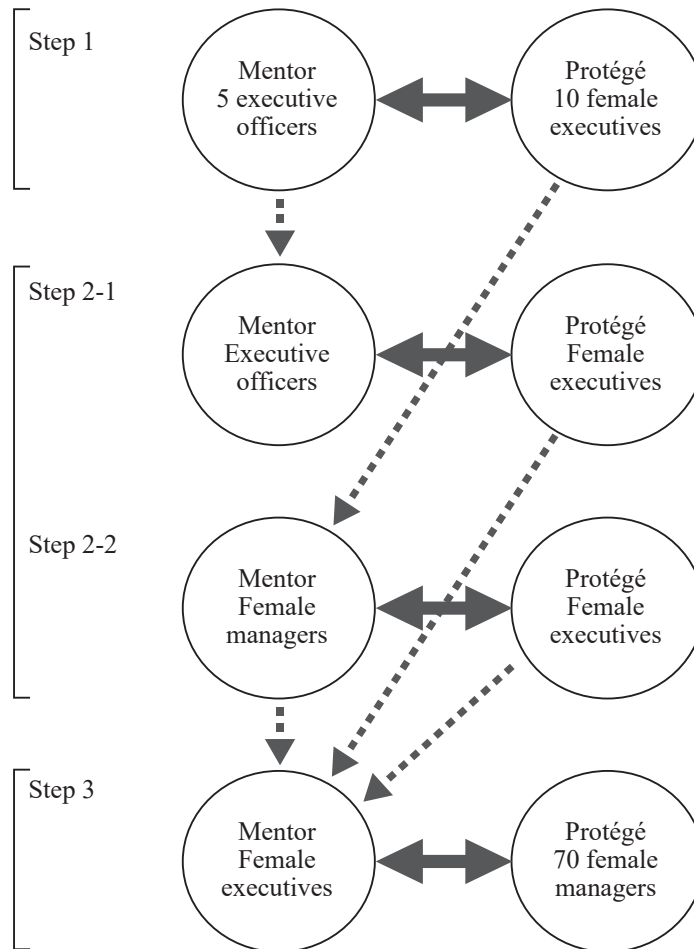 Step 1
Mentor
5 executive
officers
Protégé
10 female
executives
Step 2-1
Mentor
Executive
officers
Protégé
Female
executives
Step 2-2
Mentor
Female
managers
Protégé
Female
executives
Step 3
Mentor
Female
executives
Protégé
70 female
managers